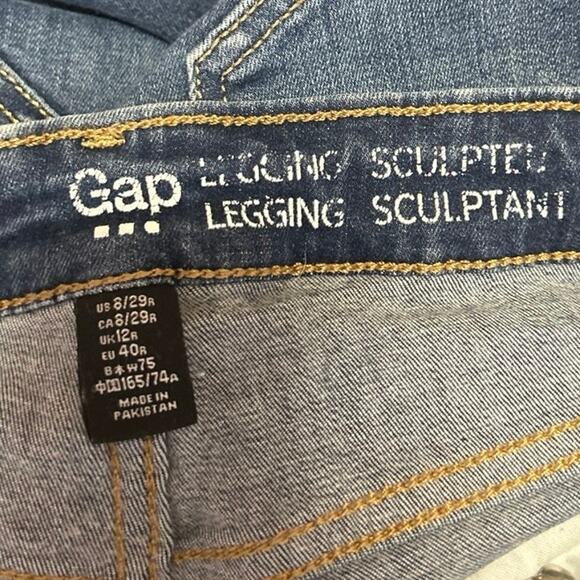 Gap
LEGGING SCULPTED
LEGGING SCULPTANT
US 8/29R
CA 8/29R
UK 12R
EU 40R
日本 W75
中国 165/74A
MADE IN
PAKISTAN